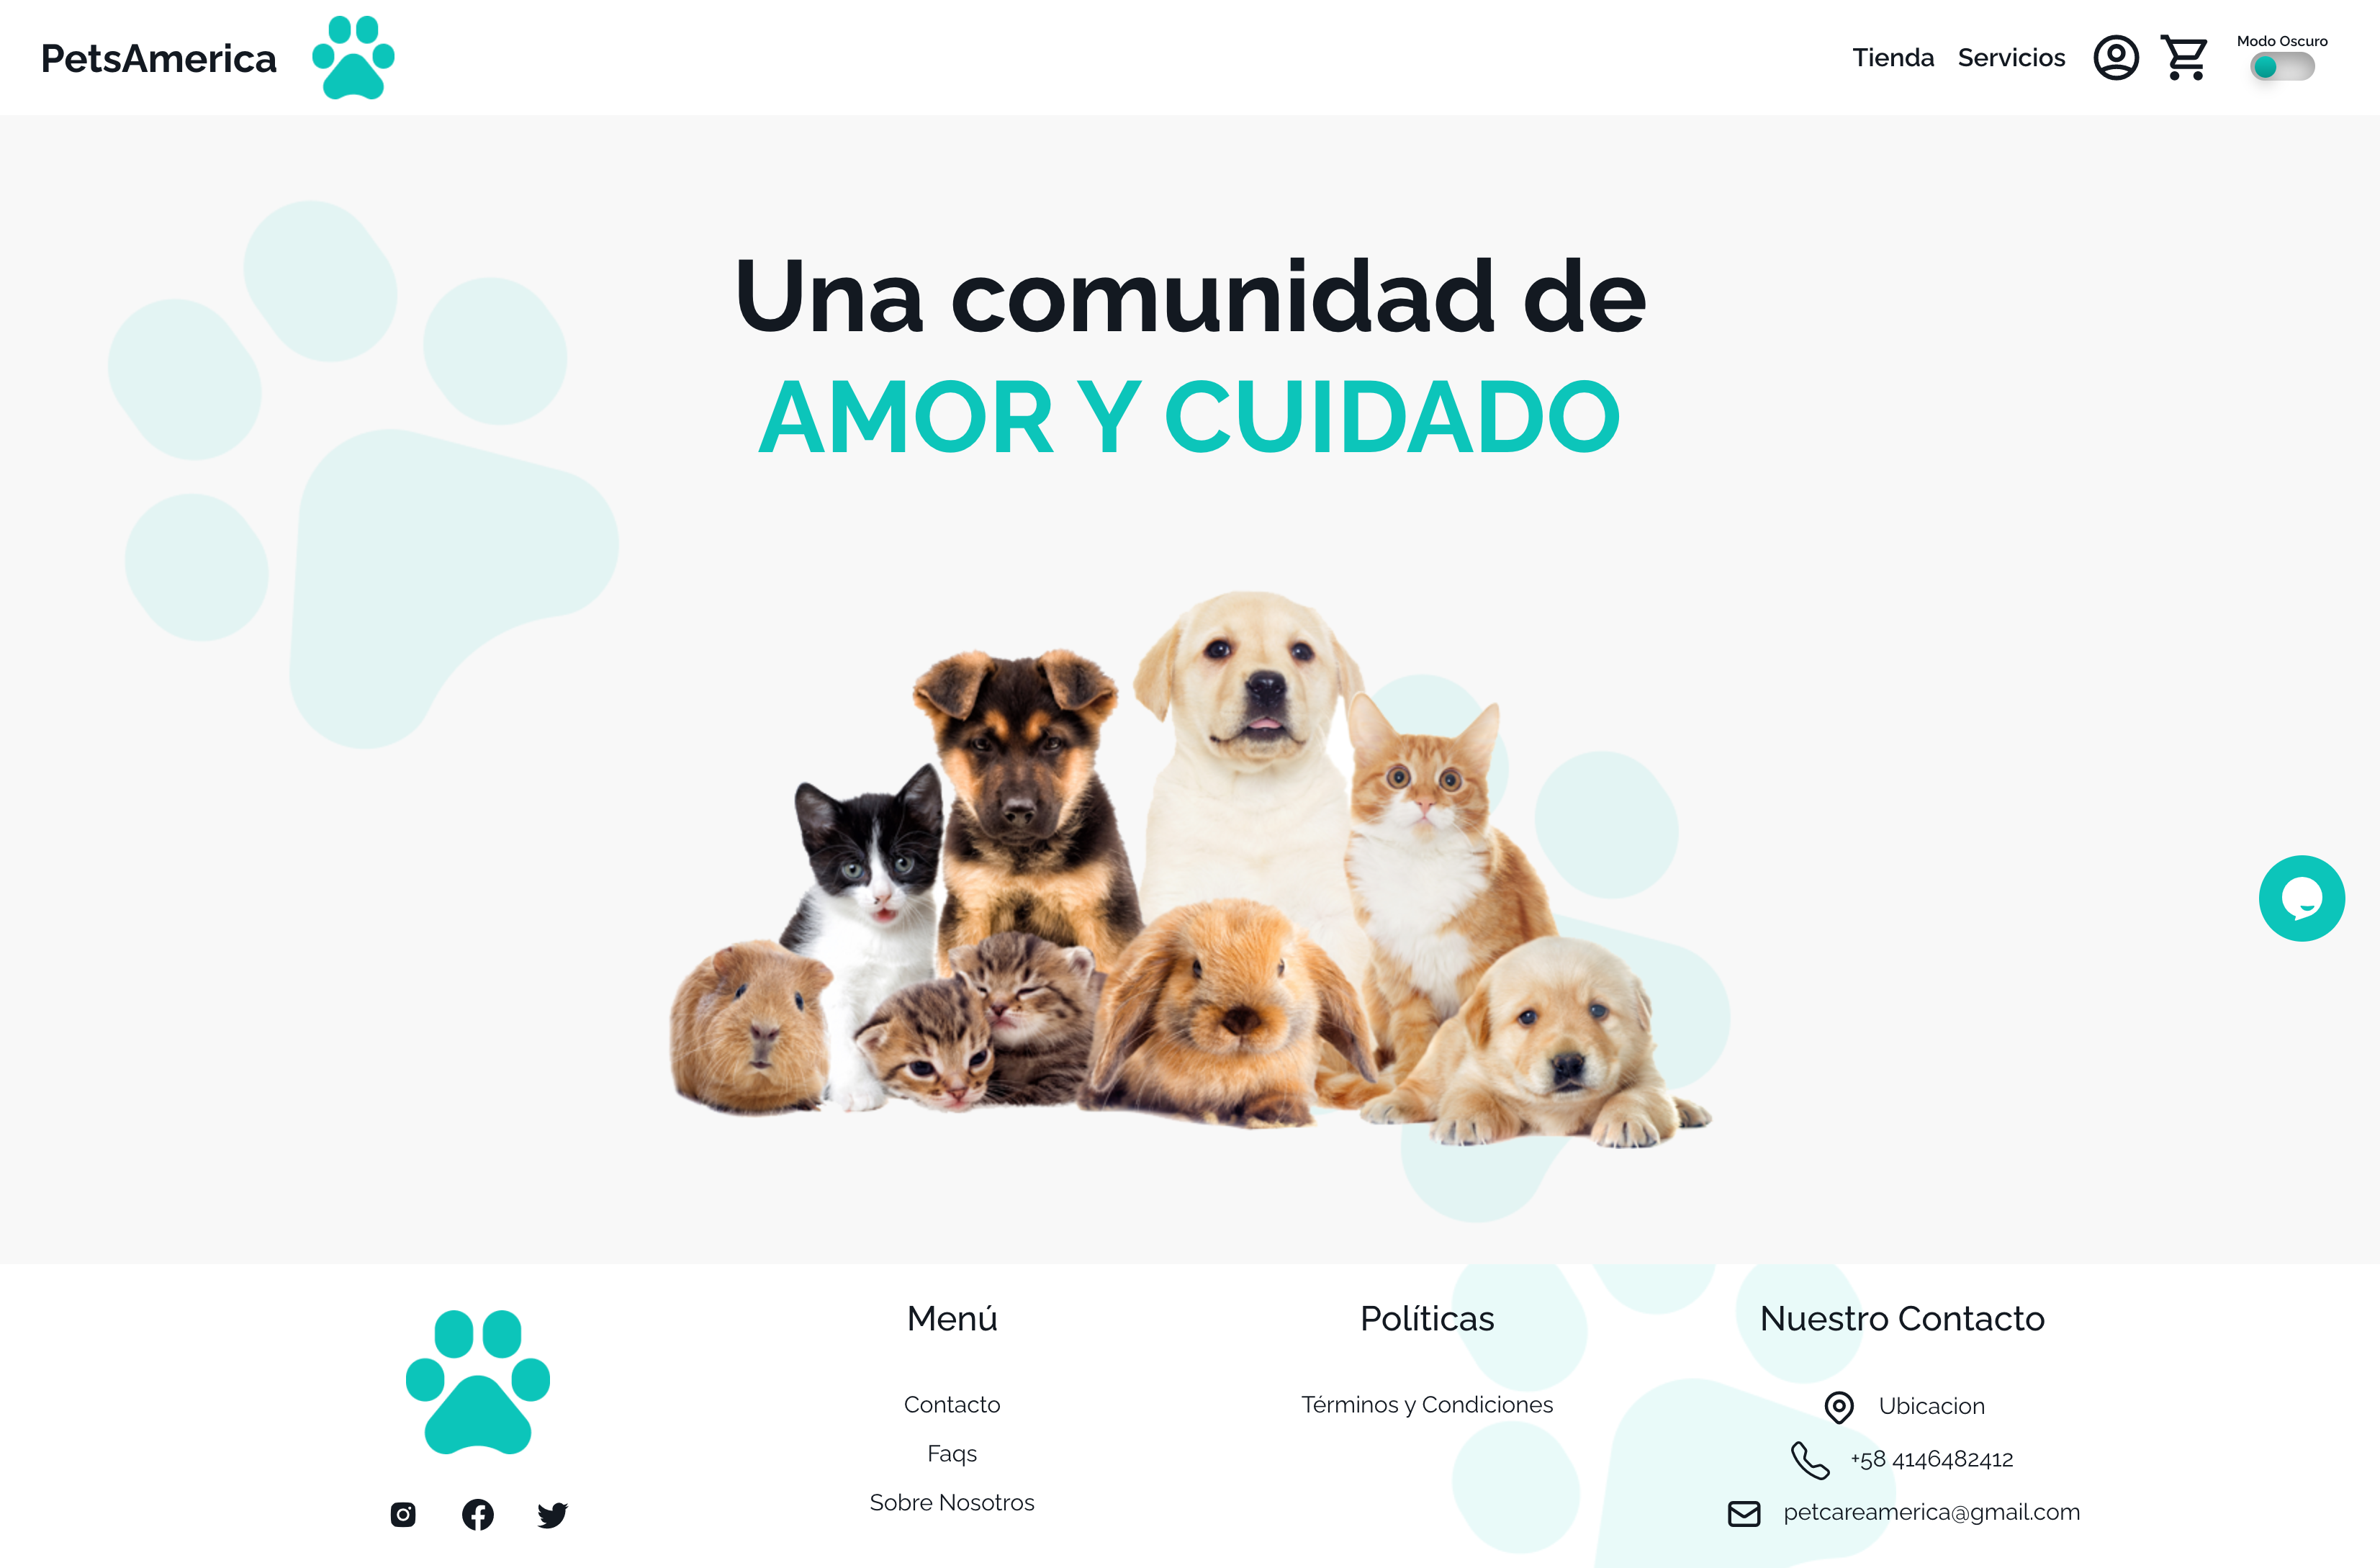 PetsAmerica
Tienda
Servicios
Modo Oscuro
Una comunidad de
AMOR Y CUIDADO
Menú
Contacto
Faqs
Sobre Nosotros
Políticas
Términos y Condiciones
Nuestro Contacto
Ubicacion
+58 4146482412
petcareamerica@gmail.com